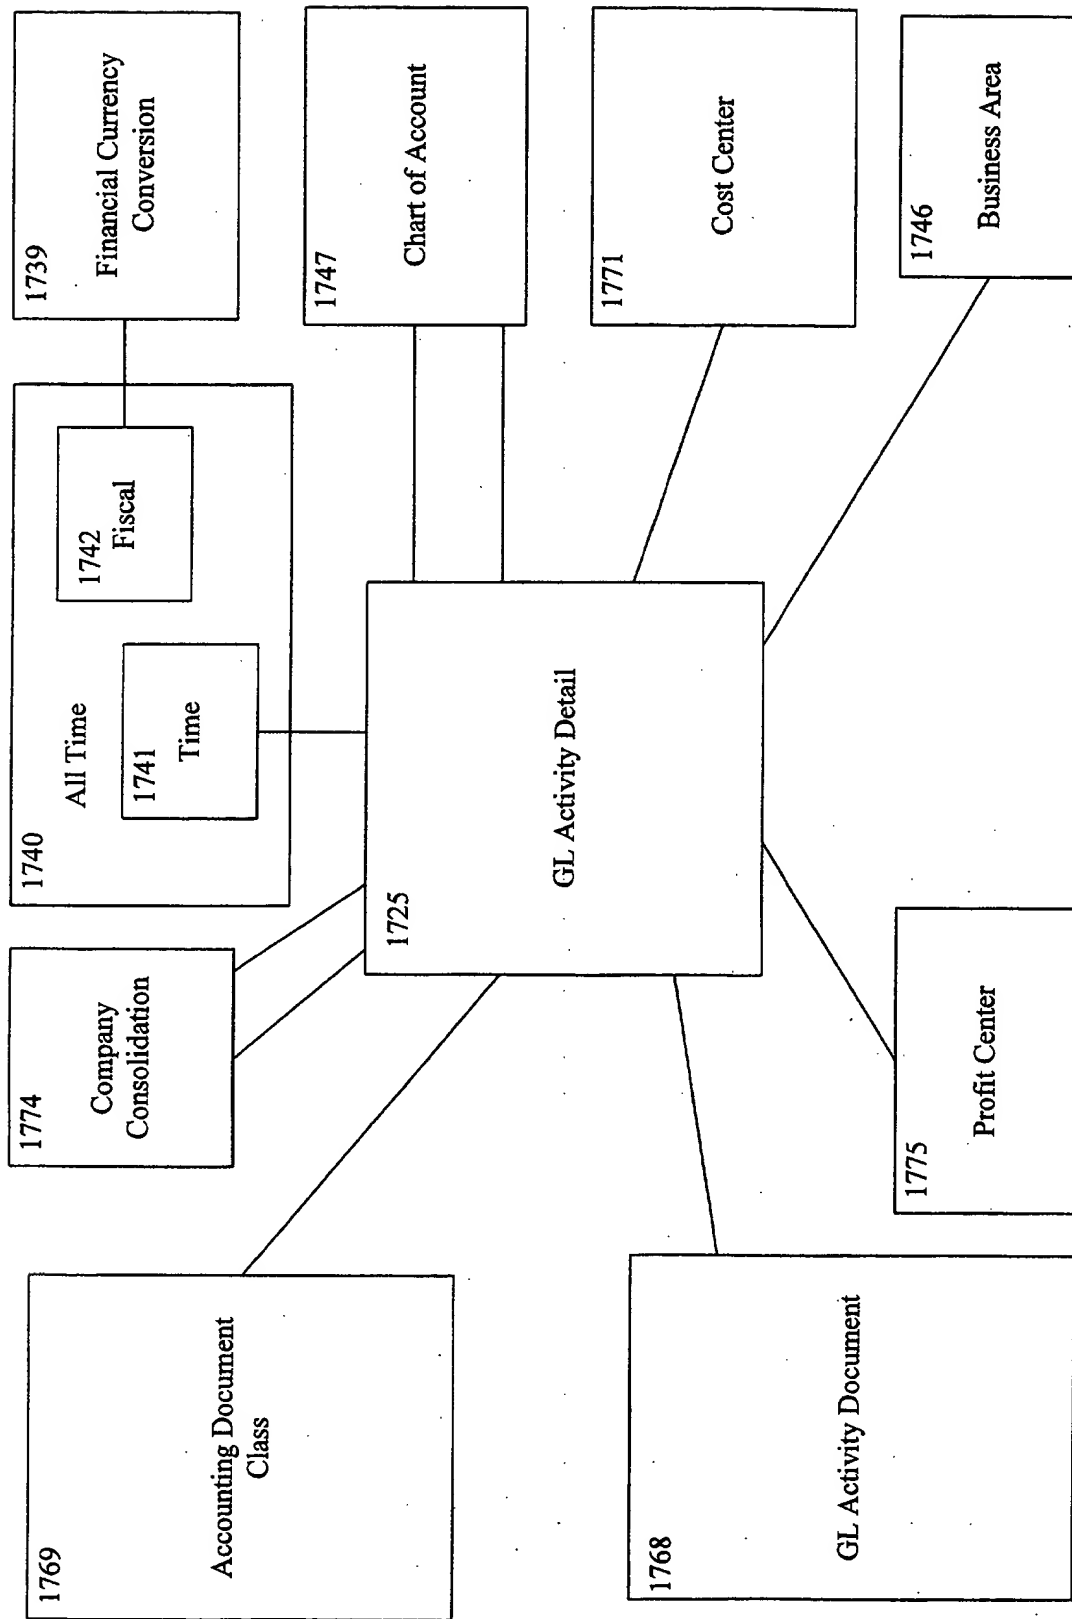 1769
Accounting Document
Class
1774
Company
Consolidation
1740
All Time
1741
Time
1742
Fiscal
1739
Financial Currency
Conversion
1768
GL Activity Document
1725
GL Activity Detail
1747
Chart of Account
1775
Profit Center
1771
Cost Center
1746
Business Area